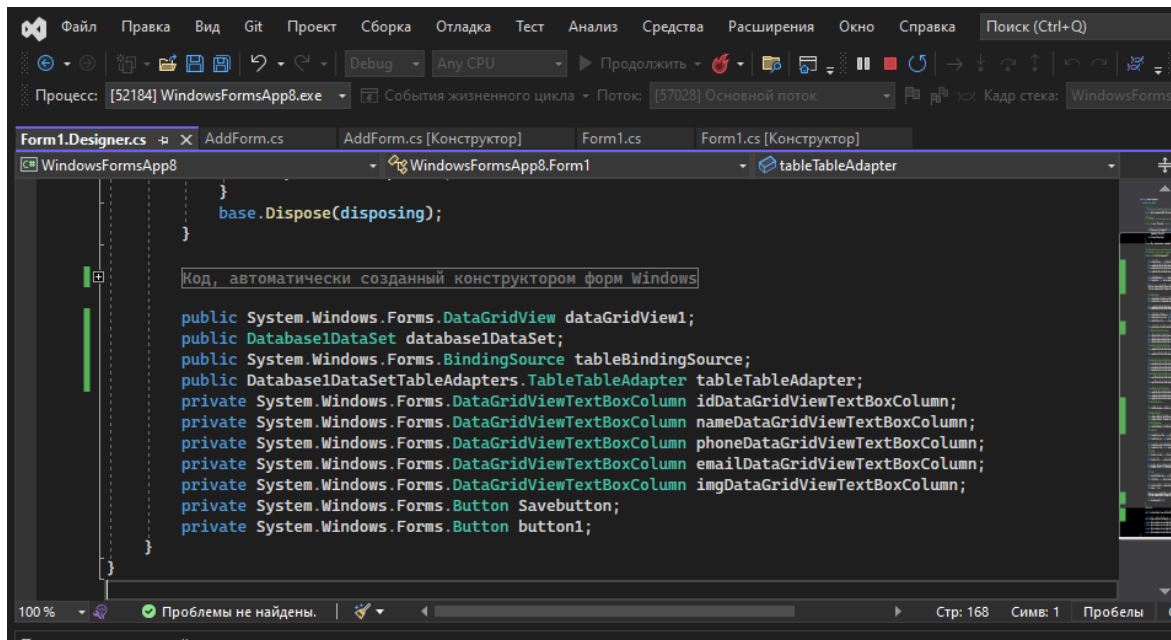 Файл Правка Вид Git Проект Сборка Отладка Тест Анализ Средства Расширения Окно Справка Поиск (Ctrl+Q)
Debug Any CPU Продолжить
Процесс: [52184] WindowsFormsApp8.exe События жизненного цикла Поток: [57028] Основной поток Кадр стека: WindowsForms
Form1.Designer.cs AddForm.cs AddForm.cs [Конструктор] Form1.cs Form1.cs [Конструктор]
WindowsFormsApp8 WindowsFormsApp8.Form1 tableTableAdapter
}
base.Dispose(disposing);
}
Код, автоматически созданный конструктором форм Windows
public System.Windows.Forms.DataGridView dataGridView1;
public Database1DataSet database1DataSet;
public System.Windows.Forms.BindingSource tableBindingSource;
public Database1DataSetTableAdapters.TableTableAdapter tableTableAdapter;
private System.Windows.Forms.DataGridViewTextBoxColumn idDataGridViewTextBoxColumn;
private System.Windows.Forms.DataGridViewTextBoxColumn nameDataGridViewTextBoxColumn;
private System.Windows.Forms.DataGridViewTextBoxColumn phoneDataGridViewTextBoxColumn;
private System.Windows.Forms.DataGridViewTextBoxColumn emailDataGridViewTextBoxColumn;
private System.Windows.Forms.DataGridViewTextBoxColumn imgDataGridViewTextBoxColumn;
private System.Windows.Forms.Button Savebutton;
private System.Windows.Forms.Button button1;
}
}
100 % Проблемы не найдены. Стр: 168 Симв: 1 Пробелы